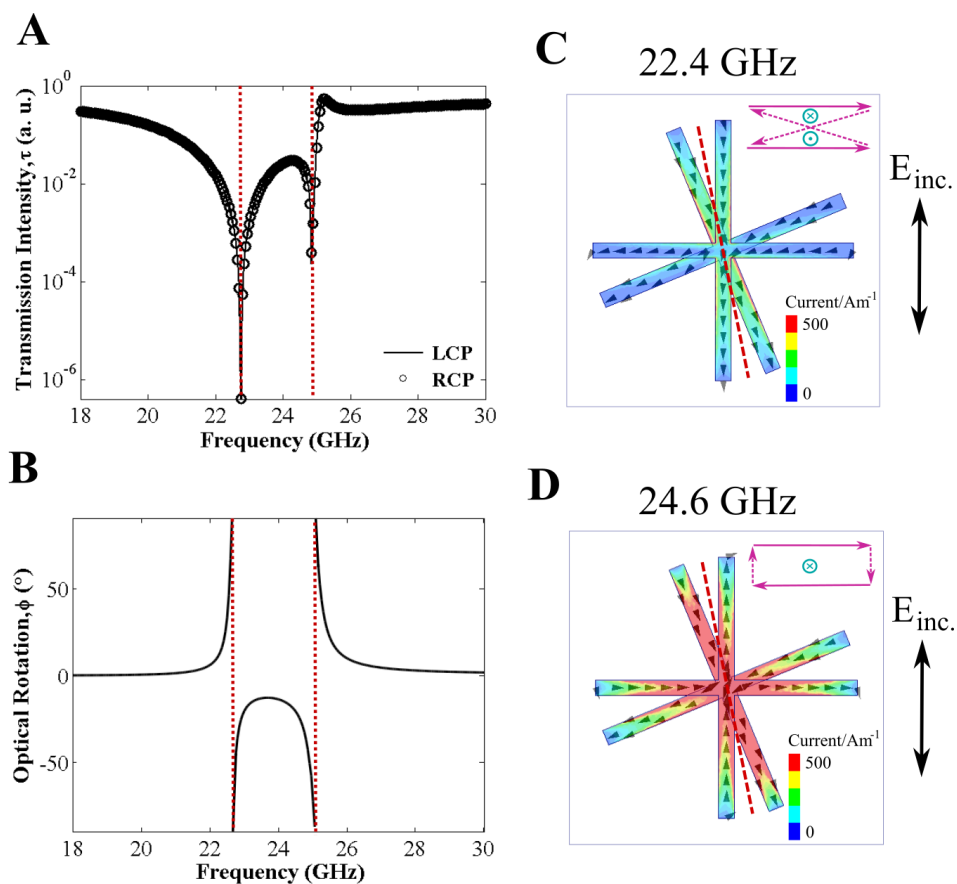 A
Transmission Intensity,τ (a. u.)
10^0
10^-2
10^-4
10^-6
LCP
RCP
18 20 22 24 26 28 30
Frequency (GHz)
B
Optical Rotation,ϕ (°)
50
0
-50
18 20 22 24 26 28 30
Frequency (GHz)
C
22.4 GHz
E_inc.
Current/Am^-1
500
0
D
24.6 GHz
E_inc.
Current/Am^-1
500
0